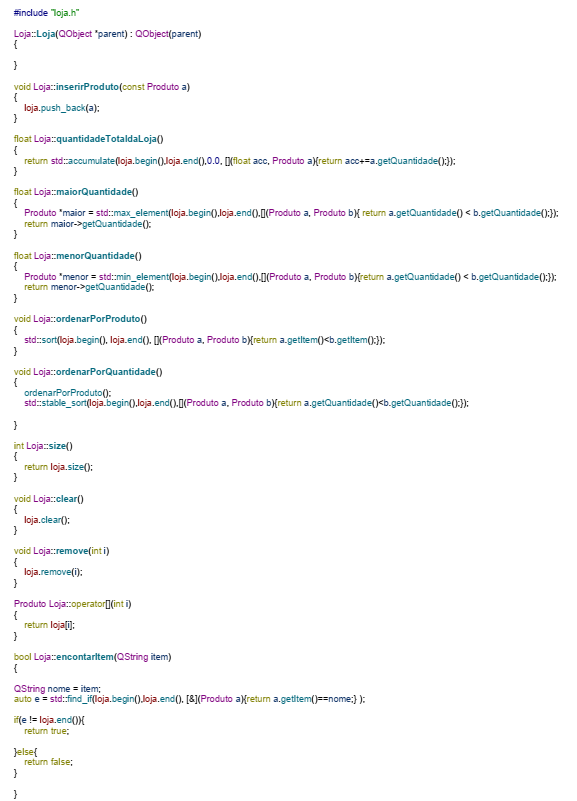 #include "loja.h"
Loja::Loja(QObject *parent) : QObject(parent)
{
}
void Loja::inserirProduto(const Produto a)
{
loja.push_back(a);
}
float Loja::quantidadeTotaldaLoja()
{
return std::accumulate(loja.begin(),loja.end(),0.0, [](float acc, Produto a){return acc+=a.getQuantidade();});
}
float Loja::maiorQuantidade()
{
Produto *maior = std::max_element(loja.begin(),loja.end(),[](Produto a, Produto b){ return a.getQuantidade() < b.getQuantidade();});
return maior->getQuantidade();
}
float Loja::menorQuantidade()
{
Produto *menor = std::min_element(loja.begin(),loja.end(),[](Produto a, Produto b){return a.getQuantidade() < b.getQuantidade();});
return menor->getQuantidade();
}
void Loja::ordenarPorProduto()
{
std::sort(loja.begin(), loja.end(), [](Produto a, Produto b){return a.getItem()<b.getItem();});
}
void Loja::ordenarPorQuantidade()
{
ordenarPorProduto();
std::stable_sort(loja.begin(),loja.end(),[](Produto a, Produto b){return a.getQuantidade()<b.getQuantidade();});
}
int Loja::size()
{
return loja.size();
}
void Loja::clear()
{
loja.clear();
}
void Loja::remove(int i)
{
loja.remove(i);
}
Produto Loja::operator[](int i)
{
return loja[i];
}
bool Loja::encontarItem(QString item)
{
QString nome = item;
auto e = std::find_if(loja.begin(),loja.end(), [&](Produto a){return a.getItem()==nome;} );
if(e != loja.end()){
return true;
}else{
return false;
}
}